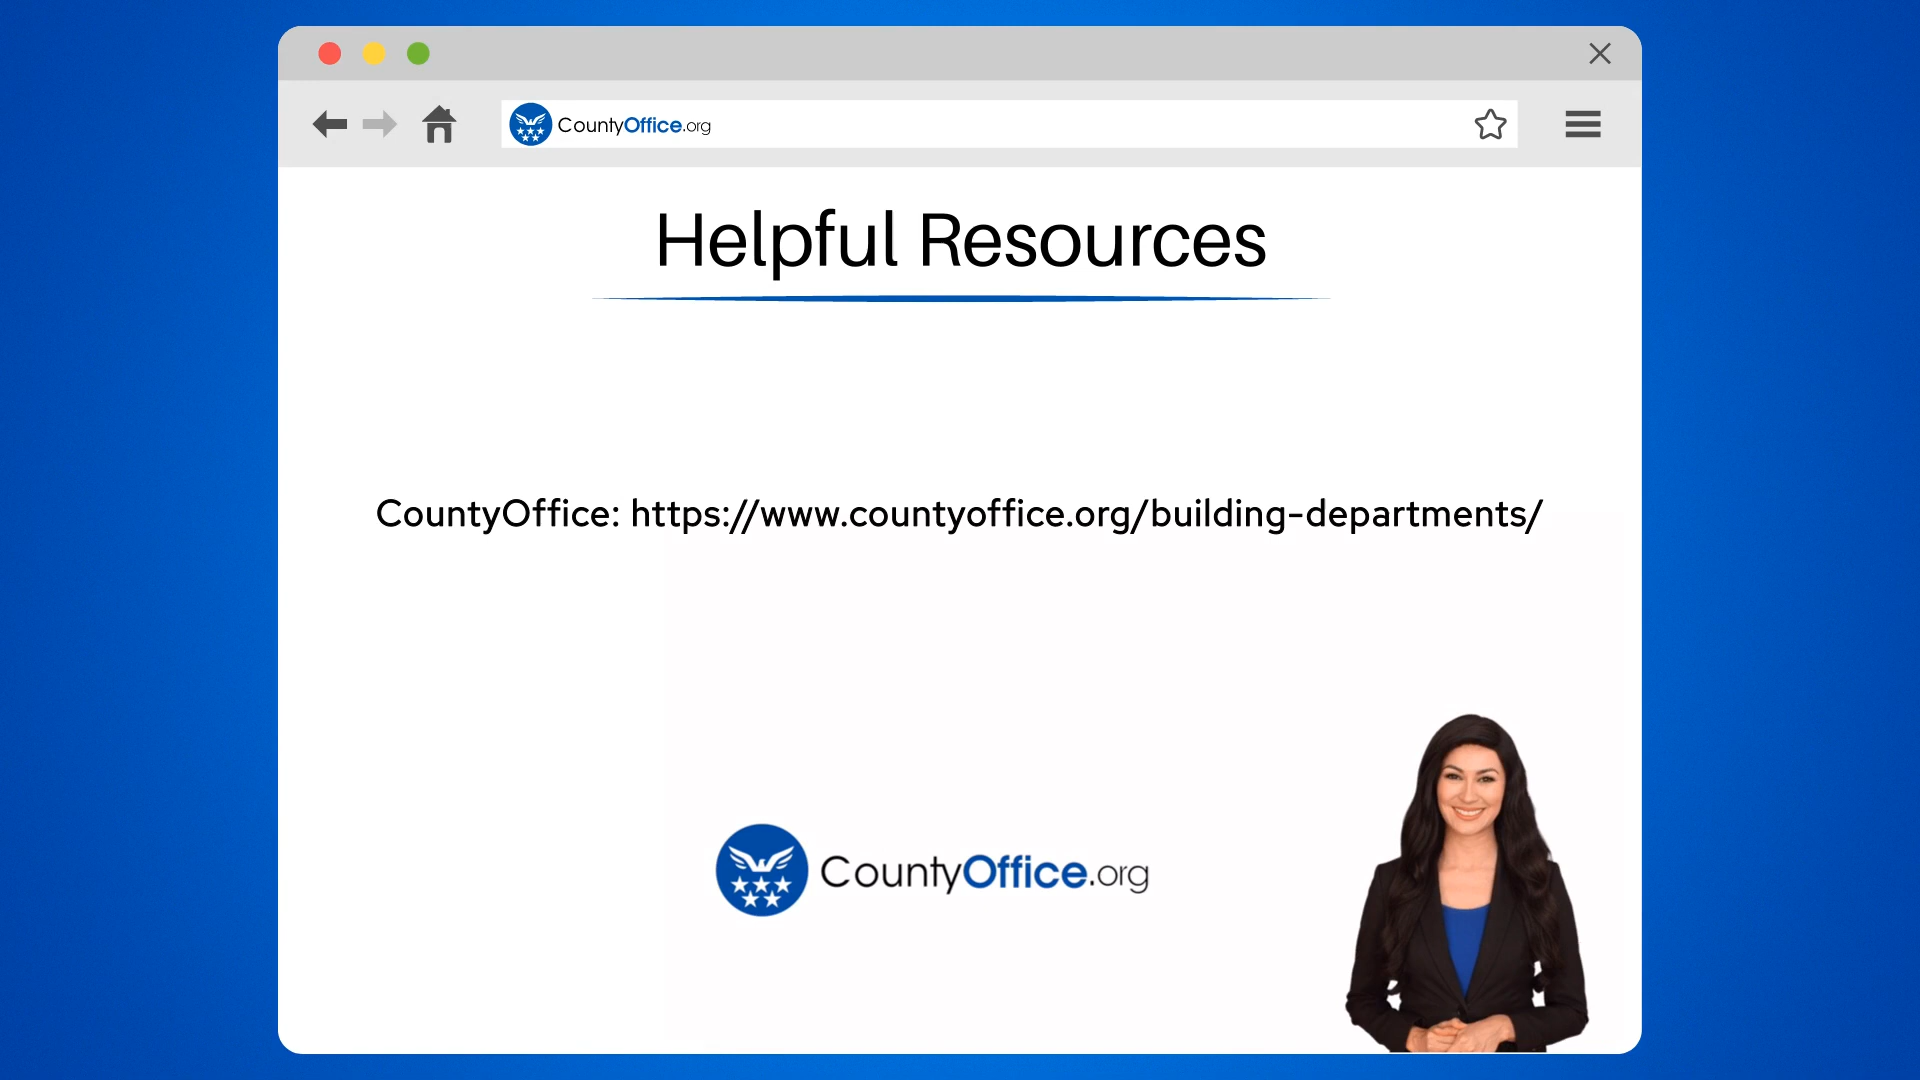 CountyOffice.org
Helpful Resources
CountyOffice: https://www.countyoffice.org/building-departments/
CountyOffice.org